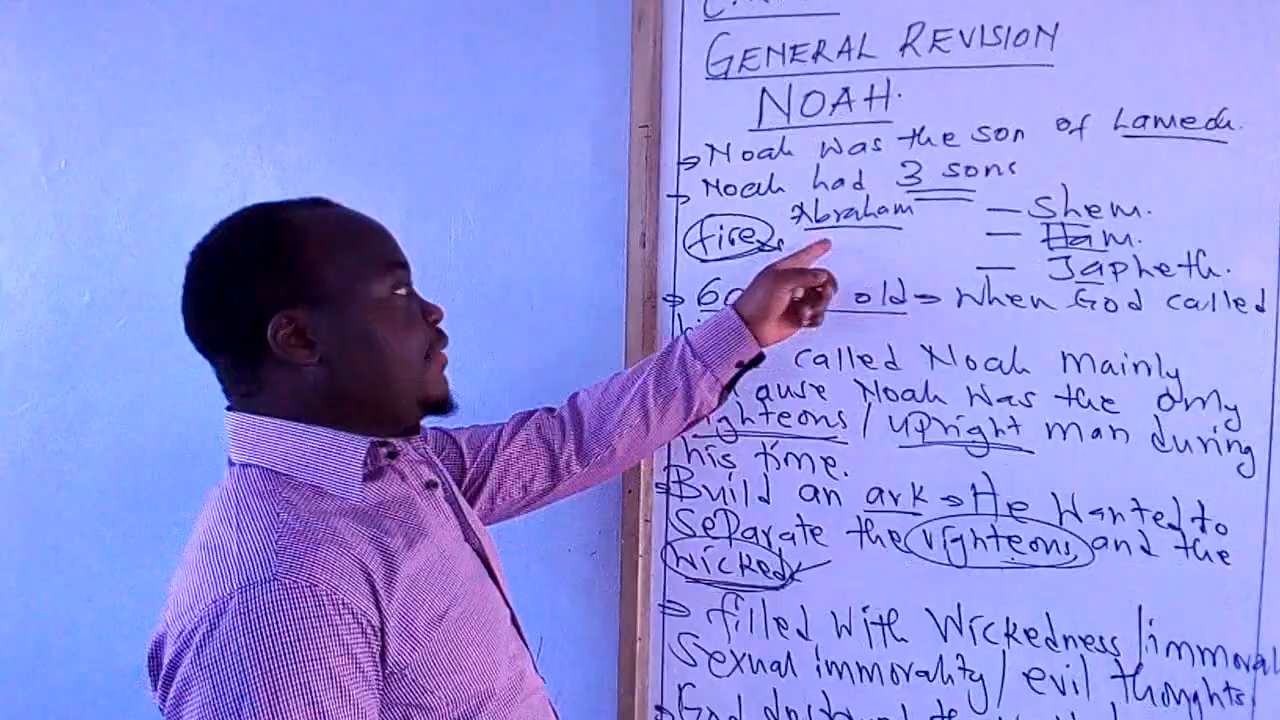 GENERAL REVISION
NOAH.
→ Noah was the son of Lamech.
→ Noah had 3 sons
Abraham — Shem.
fire — Ham.
— Japheth.
→ old → When God called
called Noah mainly
Noah was the only
righteous / upright man during
his time.
Build an ark → He wanted to
separate the righteous and the
wicked
→ filled with wickedness / immoral
sexual immorality / evil thoughts
→ God